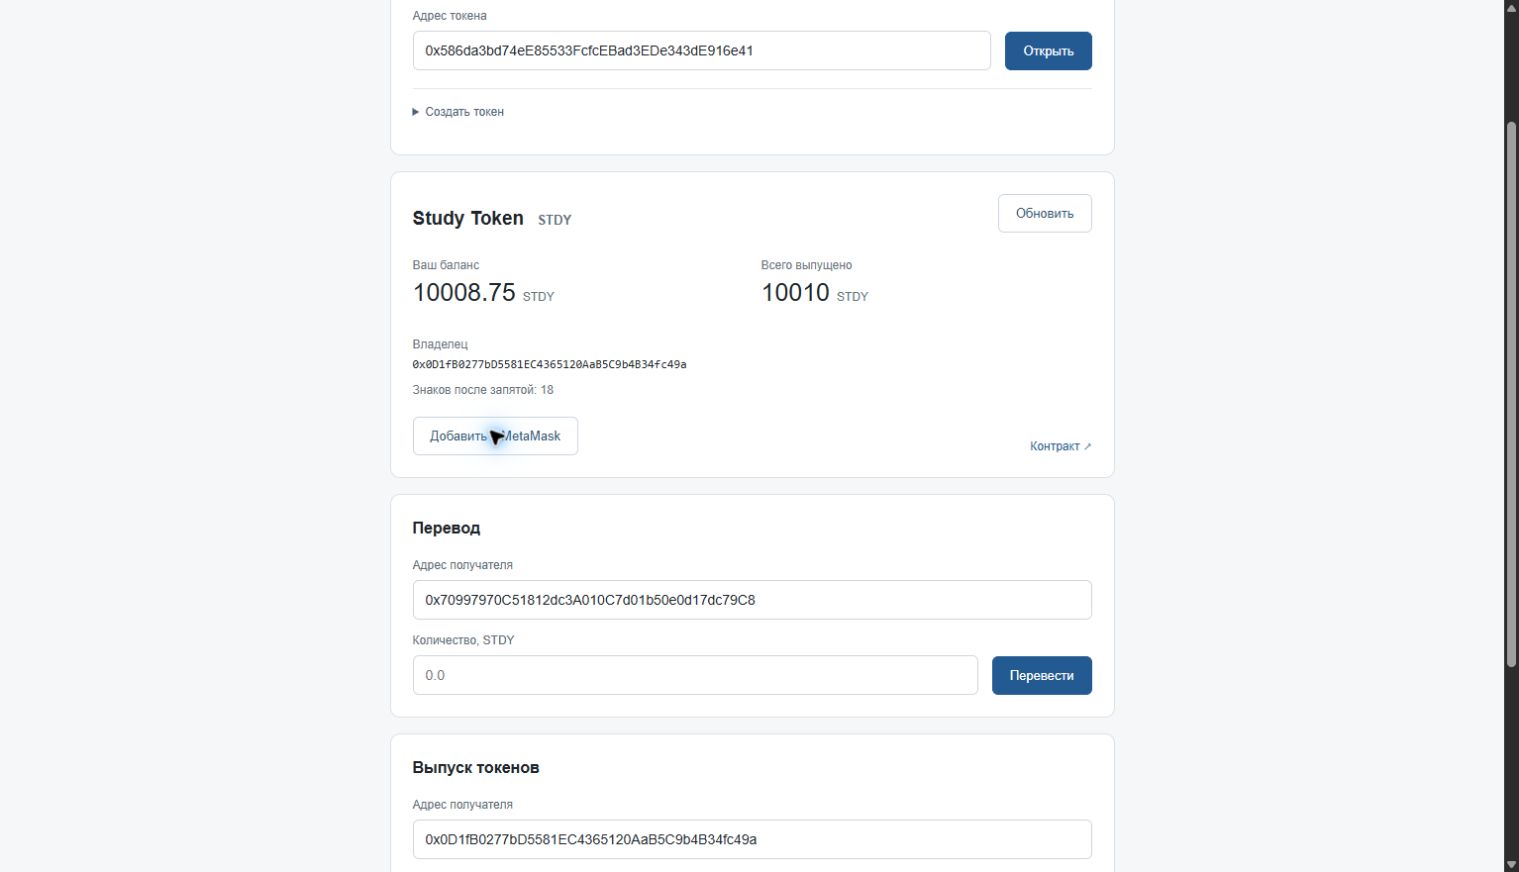 Адрес токена
0x586da3bd74eE85533FcfcEBad3EDe343dE916e41
Открыть
Создать токен
Study Token STDY
Обновить
Ваш баланс
Всего выпущено
10008.75 STDY
10010 STDY
Владелец
0x0D1fB0277bD5581EC4365120AaB5C9b4B34fc49a
Знаков после запятой: 18
Добавить MetaMask
Контракт ↗
Перевод
Адрес получателя
0x70997970C51812dc3A010C7d01b50e0d17dc79C8
Количество, STDY
0.0
Перевести
Выпуск токенов
Адрес получателя
0x0D1fB0277bD5581EC4365120AaB5C9b4B34fc49a